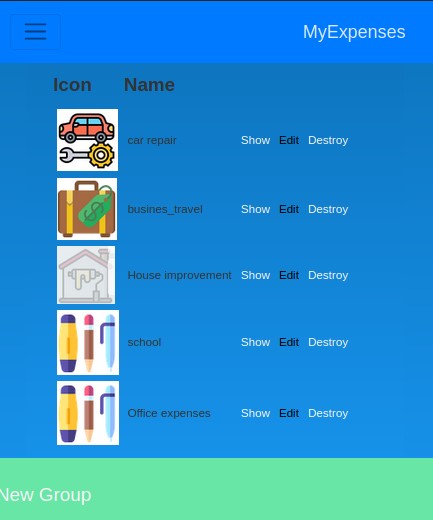 MyExpenses
Icon Name
car repair Show Edit Destroy
busines_travel Show Edit Destroy
House improvement Show Edit Destroy
school Show Edit Destroy
Office expenses Show Edit Destroy
New Group